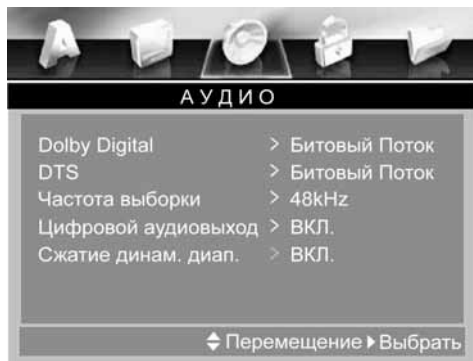 АУДИО
Dolby Digital > Битовый Поток
DTS > Битовый Поток
Частота выборки > 48kHz
Цифровой аудиовыход > ВКЛ.
Сжатие динам. диап. > ВКЛ.
Перемещение Выбрать